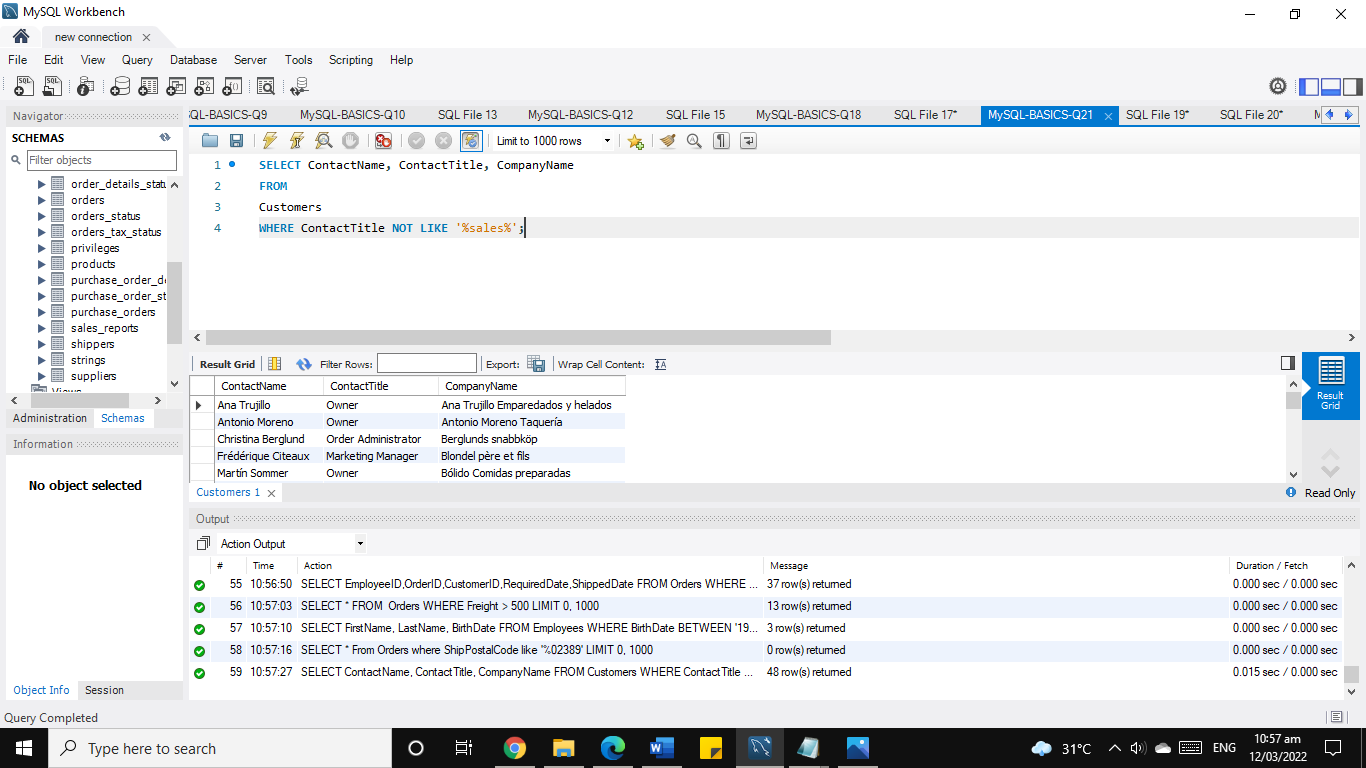 MySQL Workbench
new connection
File Edit View Query Database Server Tools Scripting Help
Navigator
SCHEMAS
Filter objects
order_details_statu
orders
orders_status
orders_tax_status
privileges
products
purchase_order_de
purchase_order_st
purchase_orders
sales_reports
shippers
strings
suppliers
Views
Administration Schemas
Information
No object selected
Object Info Session
QL-BASICS-Q9 MySQL-BASICS-Q10 SQL File 13 MySQL-BASICS-Q12 SQL File 15 MySQL-BASICS-Q18 SQL File 17* MySQL-BASICS-Q21 SQL File 19* SQL File 20*
Limit to 1000 rows
1 SELECT ContactName, ContactTitle, CompanyName
2 FROM
3 Customers
4 WHERE ContactTitle NOT LIKE '%sales%';
Result Grid Filter Rows: Export: Wrap Cell Content:
ContactName ContactTitle CompanyName
Ana Trujillo Owner Ana Trujillo Emparedados y helados
Antonio Moreno Owner Antonio Moreno Taquería
Christina Berglund Order Administrator Berglunds snabbköp
Frédérique Citeaux Marketing Manager Blondel père et fils
Martín Sommer Owner Bólido Comidas preparadas
Result
Grid
Customers 1
Read Only
Output
Action Output
# Time Action Message Duration / Fetch
55 10:56:50 SELECT EmployeeID,OrderID,CustomerID,RequiredDate,ShippedDate FROM Orders WHERE ... 37 row(s) returned 0.000 sec / 0.000 sec
56 10:57:03 SELECT * FROM Orders WHERE Freight > 500 LIMIT 0, 1000 13 row(s) returned 0.000 sec / 0.000 sec
57 10:57:10 SELECT FirstName, LastName, BirthDate FROM Employees WHERE BirthDate BETWEEN '19... 3 row(s) returned 0.000 sec / 0.000 sec
58 10:57:16 SELECT * From Orders where ShipPostalCode like '%02389' LIMIT 0, 1000 0 row(s) returned 0.000 sec / 0.000 sec
59 10:57:27 SELECT ContactName, ContactTitle, CompanyName FROM Customers WHERE ContactTitle ... 48 row(s) returned 0.015 sec / 0.000 sec
Query Completed
Type here to search
31°C
ENG
10:57 am
12/03/2022